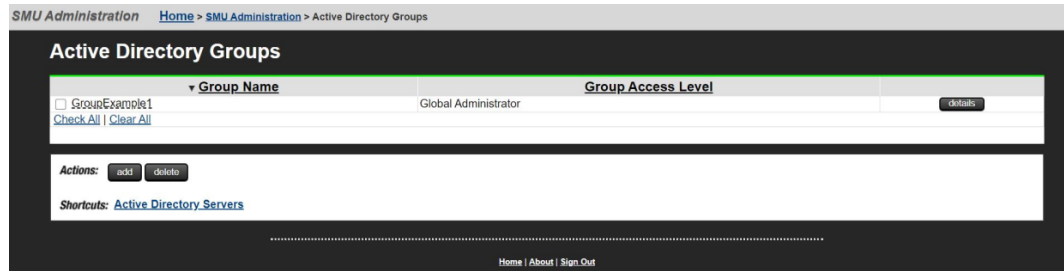 SMU Administration Home > SMU Administration > Active Directory Groups
Active Directory Groups
▼ Group Name Group Access Level
GroupExample1 Global Administrator details
Check All | Clear All
Actions: add delete
Shortcuts: Active Directory Servers
Home | About | Sign Out